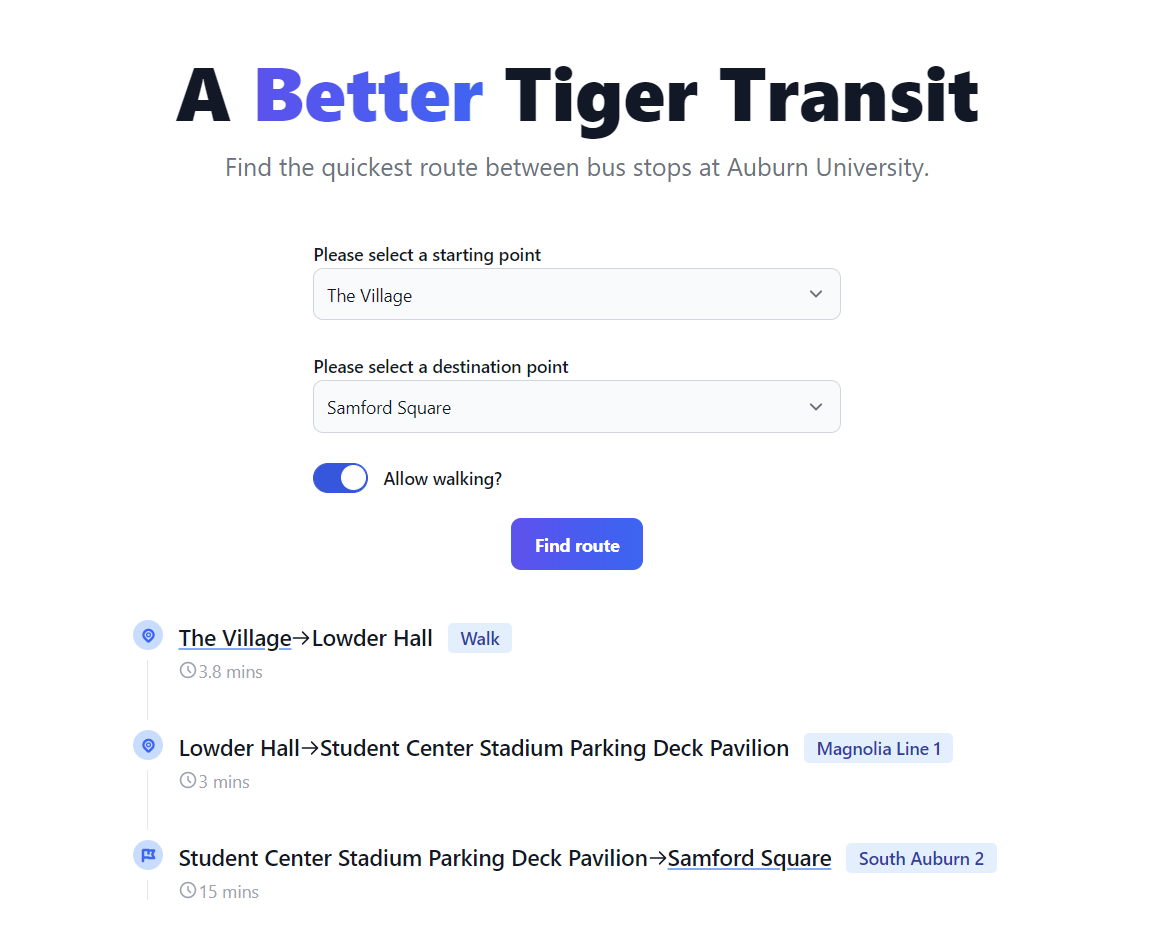 A Better Tiger Transit
Find the quickest route between bus stops at Auburn University.
Please select a starting point
The Village
Please select a destination point
Samford Square
Allow walking?
Find route
The Village→Lowder Hall Walk
3.8 mins
Lowder Hall→Student Center Stadium Parking Deck Pavilion Magnolia Line 1
3 mins
Student Center Stadium Parking Deck Pavilion→Samford Square South Auburn 2
15 mins